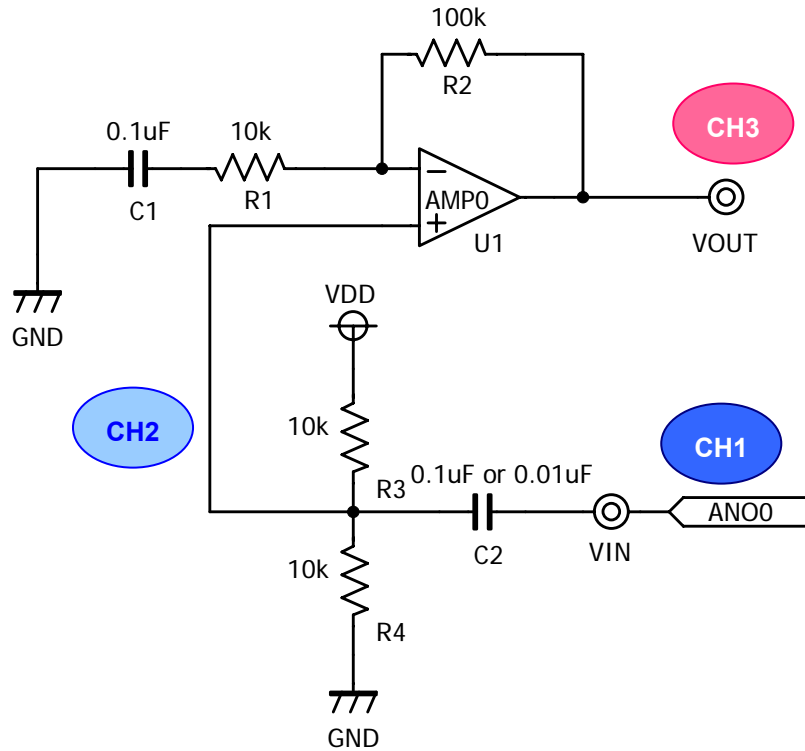 100k
R2
CH3
0.1uF
10k
C1
R1
−
AMP0
+
U1
VOUT
GND
VDD
CH2
10k
R3
0.1uF or 0.01uF
CH1
ANO0
C2
VIN
10k
R4
GND